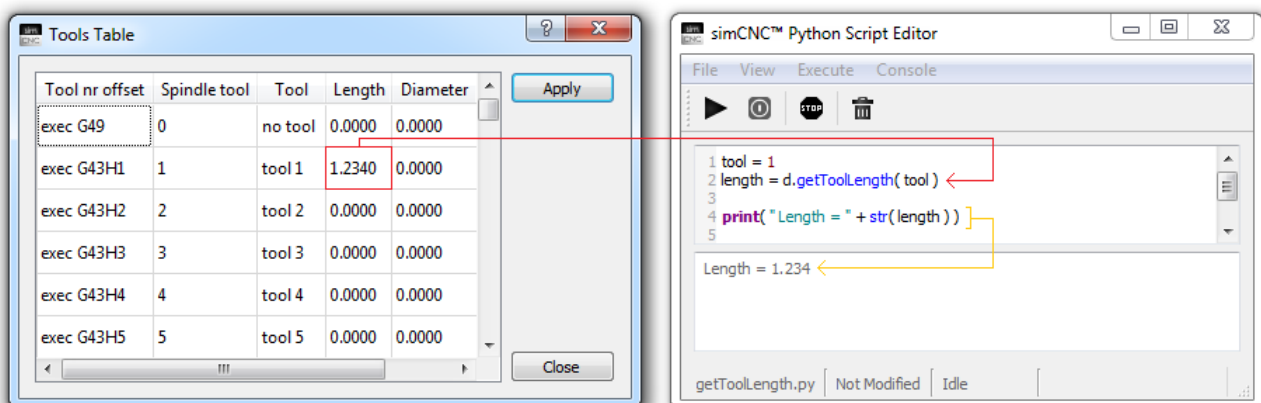 sim CNC Tools Table
?
Tool nr offset Spindle tool Tool Length Diameter
exec G49 0 no tool 0.0000 0.0000
exec G43H1 1 tool 1 1.2340 0.0000
exec G43H2 2 tool 2 0.0000 0.0000
exec G43H3 3 tool 3 0.0000 0.0000
exec G43H4 4 tool 4 0.0000 0.0000
exec G43H5 5 tool 5 0.0000 0.0000
Apply
Close
sim CNC simCNC™ Python Script Editor
File View Execute Console
STOP
1 tool = 1
2 length = d.getToolLength( tool )
3
4 print( "Length = " + str( length ) )
5
Length = 1.234
getToolLength.py Not Modified Idle